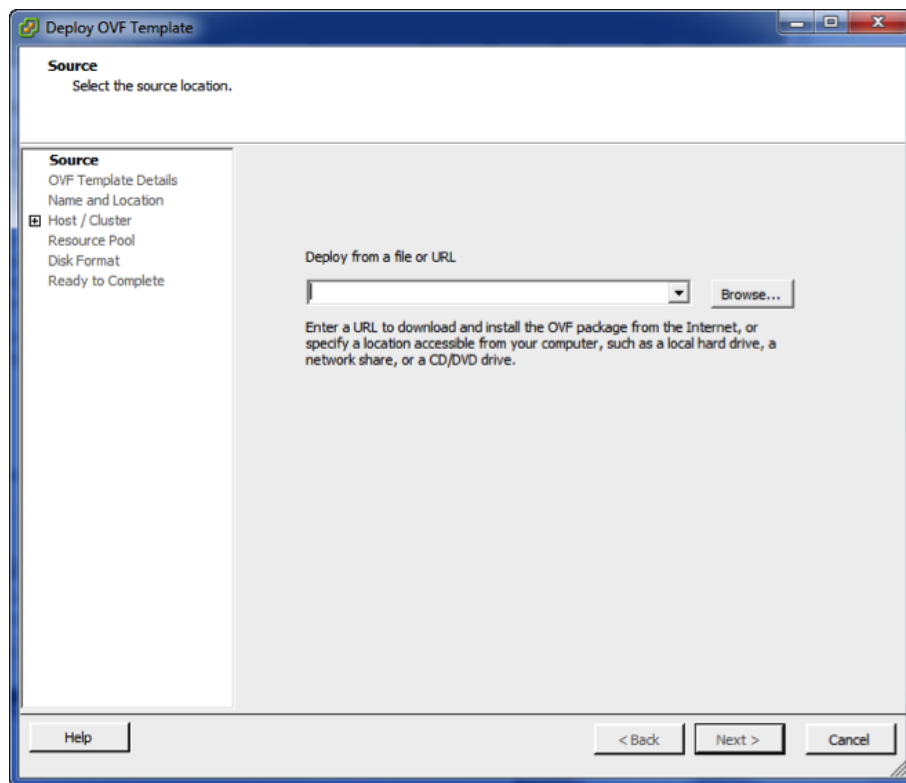 Deploy OVF Template
Source
Select the source location.
Source
OVF Template Details
Name and Location
Host / Cluster
Resource Pool
Disk Format
Ready to Complete
Deploy from a file or URL
Browse...
Enter a URL to download and install the OVF package from the Internet, or
specify a location accessible from your computer, such as a local hard drive, a
network share, or a CD/DVD drive.
Help
< Back
Next >
Cancel